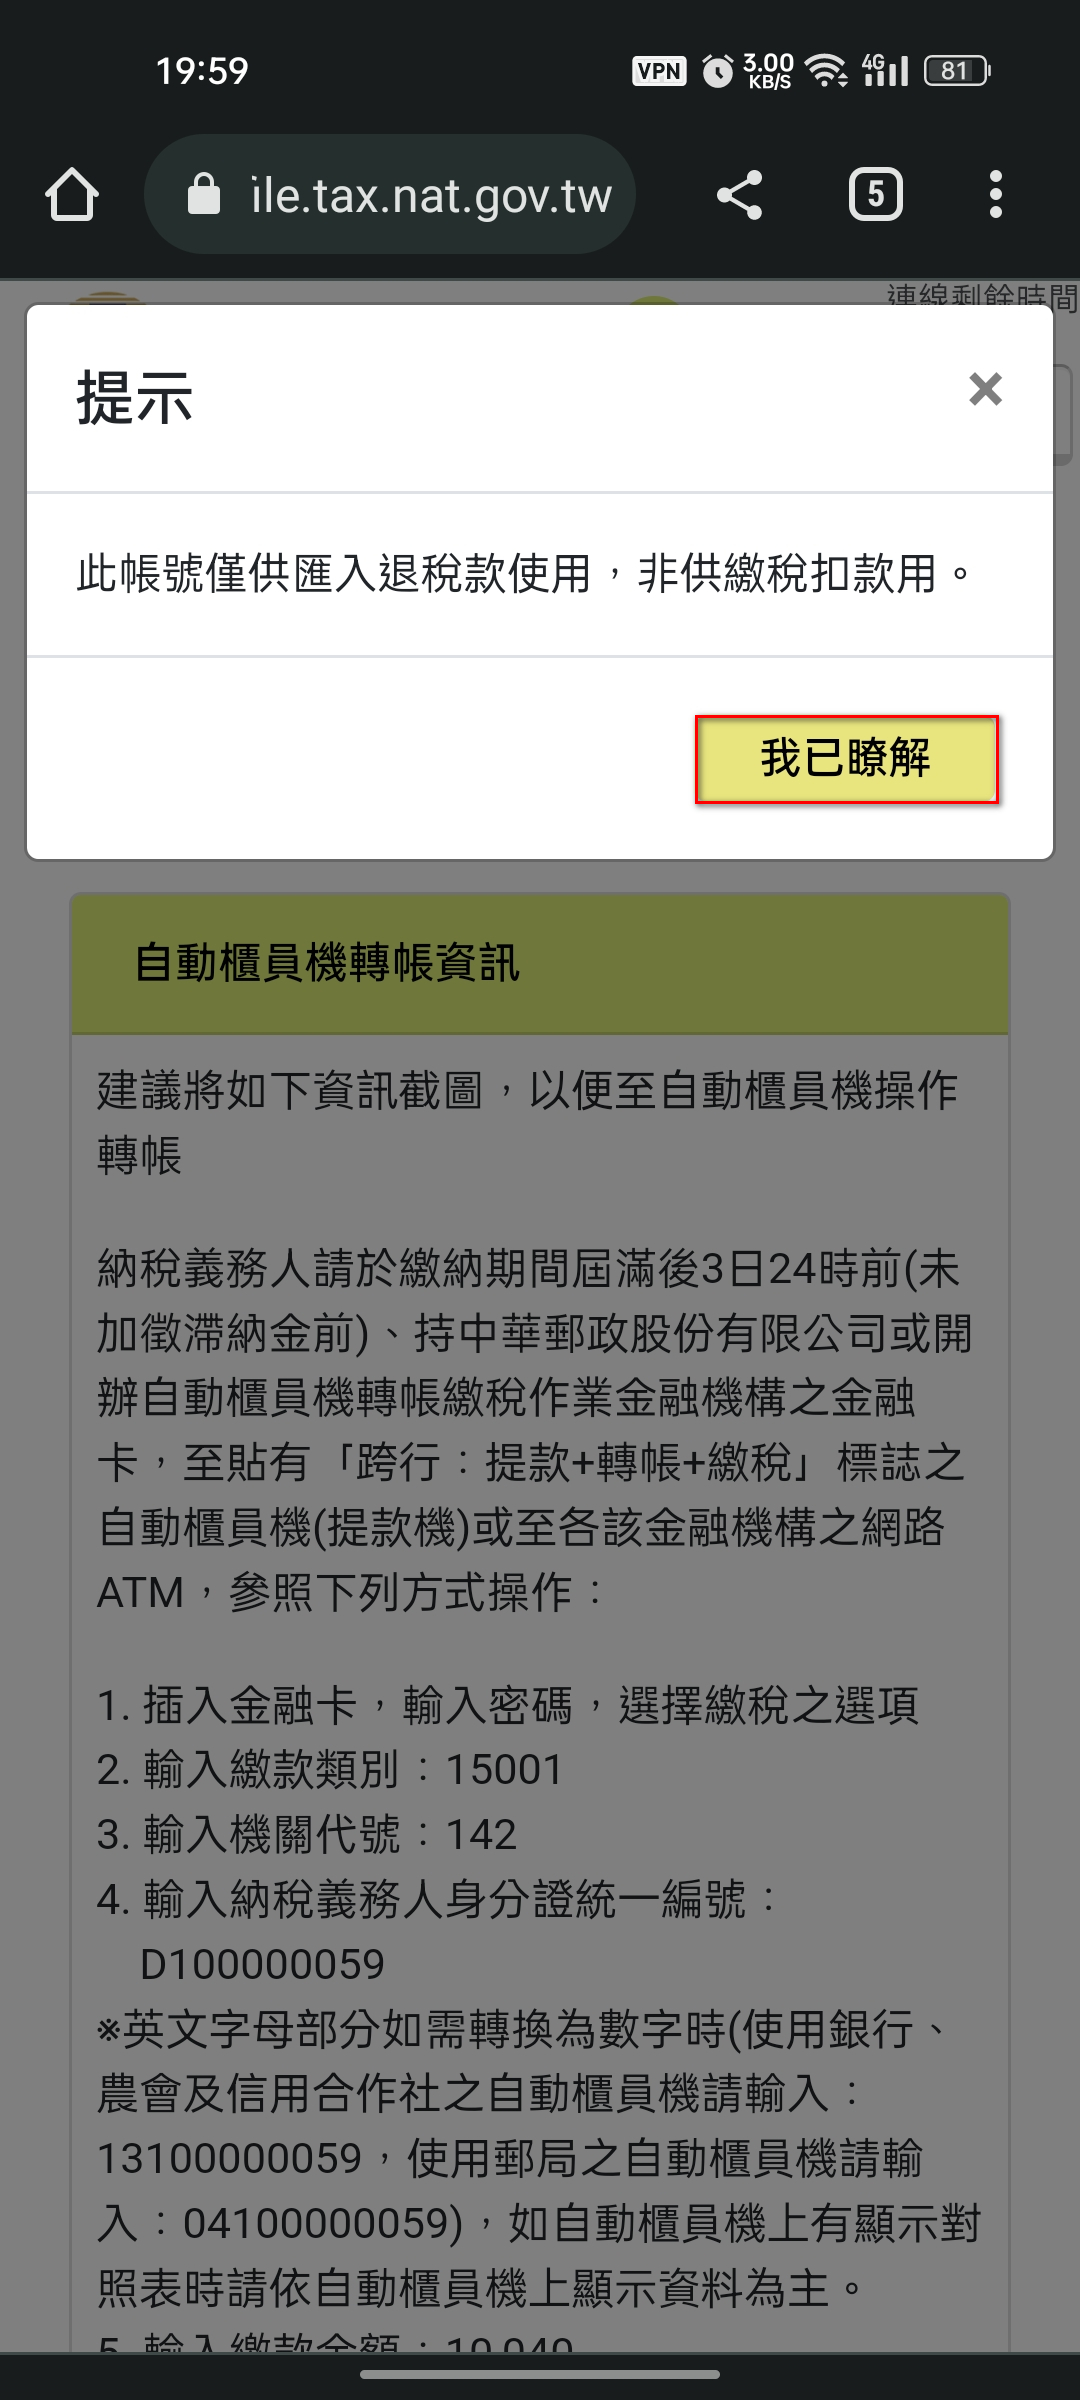 19:59
VPN
3.00
KB/S
4G
81
ile.tax.nat.gov.tw
5
連線剩餘時間
提示
×
此帳號僅供匯入退稅款使用，非供繳稅扣款用。
我已瞭解
自動櫃員機轉帳資訊
建議將如下資訊截圖，以便至自動櫃員機操作
轉帳
納稅義務人請於繳納期間屆滿後3日24時前(未
加徵滯納金前)、持中華郵政股份有限公司或開
辦自動櫃員機轉帳繳稅作業金融機構之金融
卡，至貼有「跨行：提款+轉帳+繳稅」標誌之
自動櫃員機(提款機)或至各該金融機構之網路
ATM，參照下列方式操作：
1. 插入金融卡，輸入密碼，選擇繳稅之選項
2. 輸入繳款類別：15001
3. 輸入機關代號：142
4. 輸入納稅義務人身分證統一編號：
D100000059
※英文字母部分如需轉換為數字時(使用銀行、
農會及信用合作社之自動櫃員機請輸入：
13100000059，使用郵局之自動櫃員機請輸
入：04100000059)，如自動櫃員機上有顯示對
照表時請依自動櫃員機上顯示資料為主。
5. 輸入繳款金額：10,040